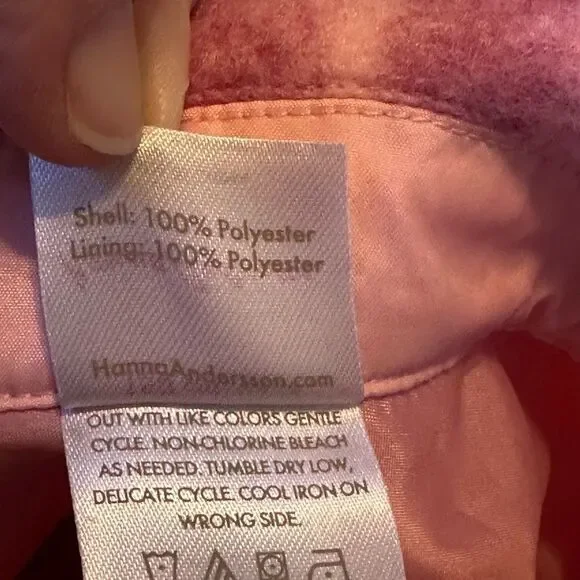 Shell: 100% Polyester
Lining: 100% Polyester
HannaAndersson.com
OUT WITH LIKE COLORS GENTLE
CYCLE. NON-CHLORINE BLEACH
AS NEEDED. TUMBLE DRY LOW,
DELICATE CYCLE. COOL IRON ON
WRONG SIDE.